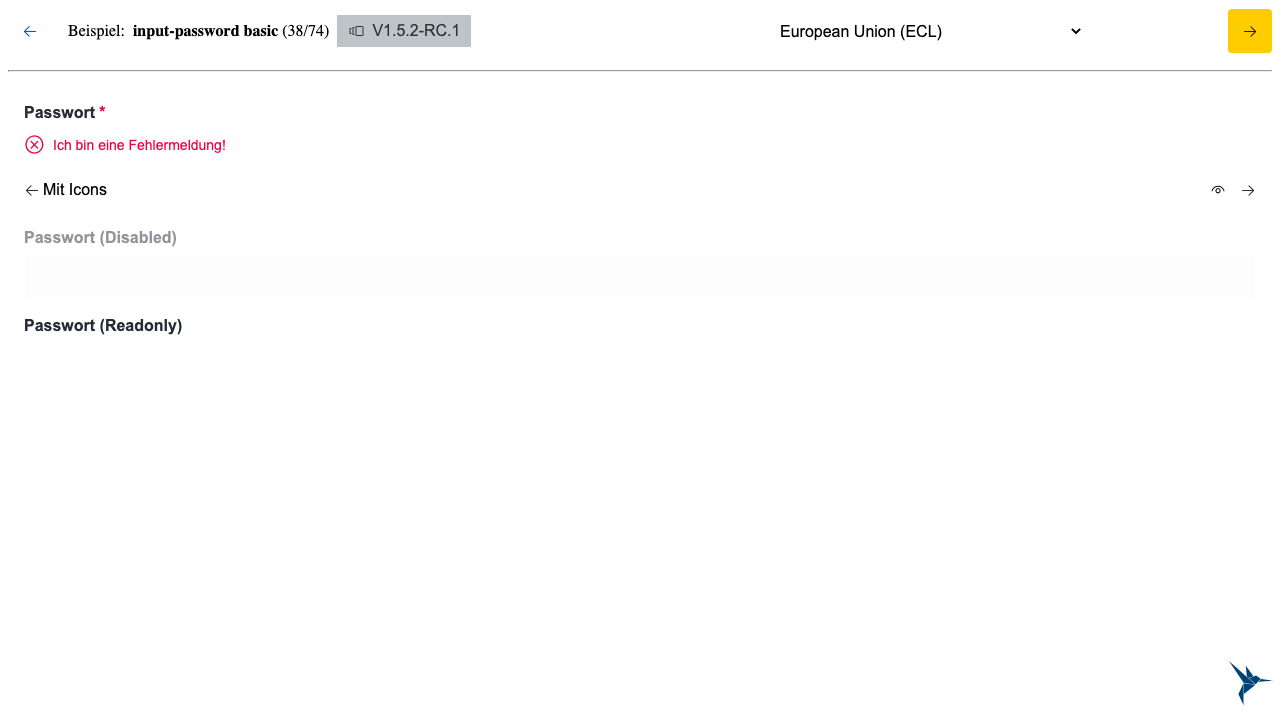 Beispiel: input-password basic (38/74) V1.5.2-RC.1 European Union (ECL)
Passwort *
Ich bin eine Fehlermeldung!
Mit Icons
Passwort (Disabled)
Passwort (Readonly)